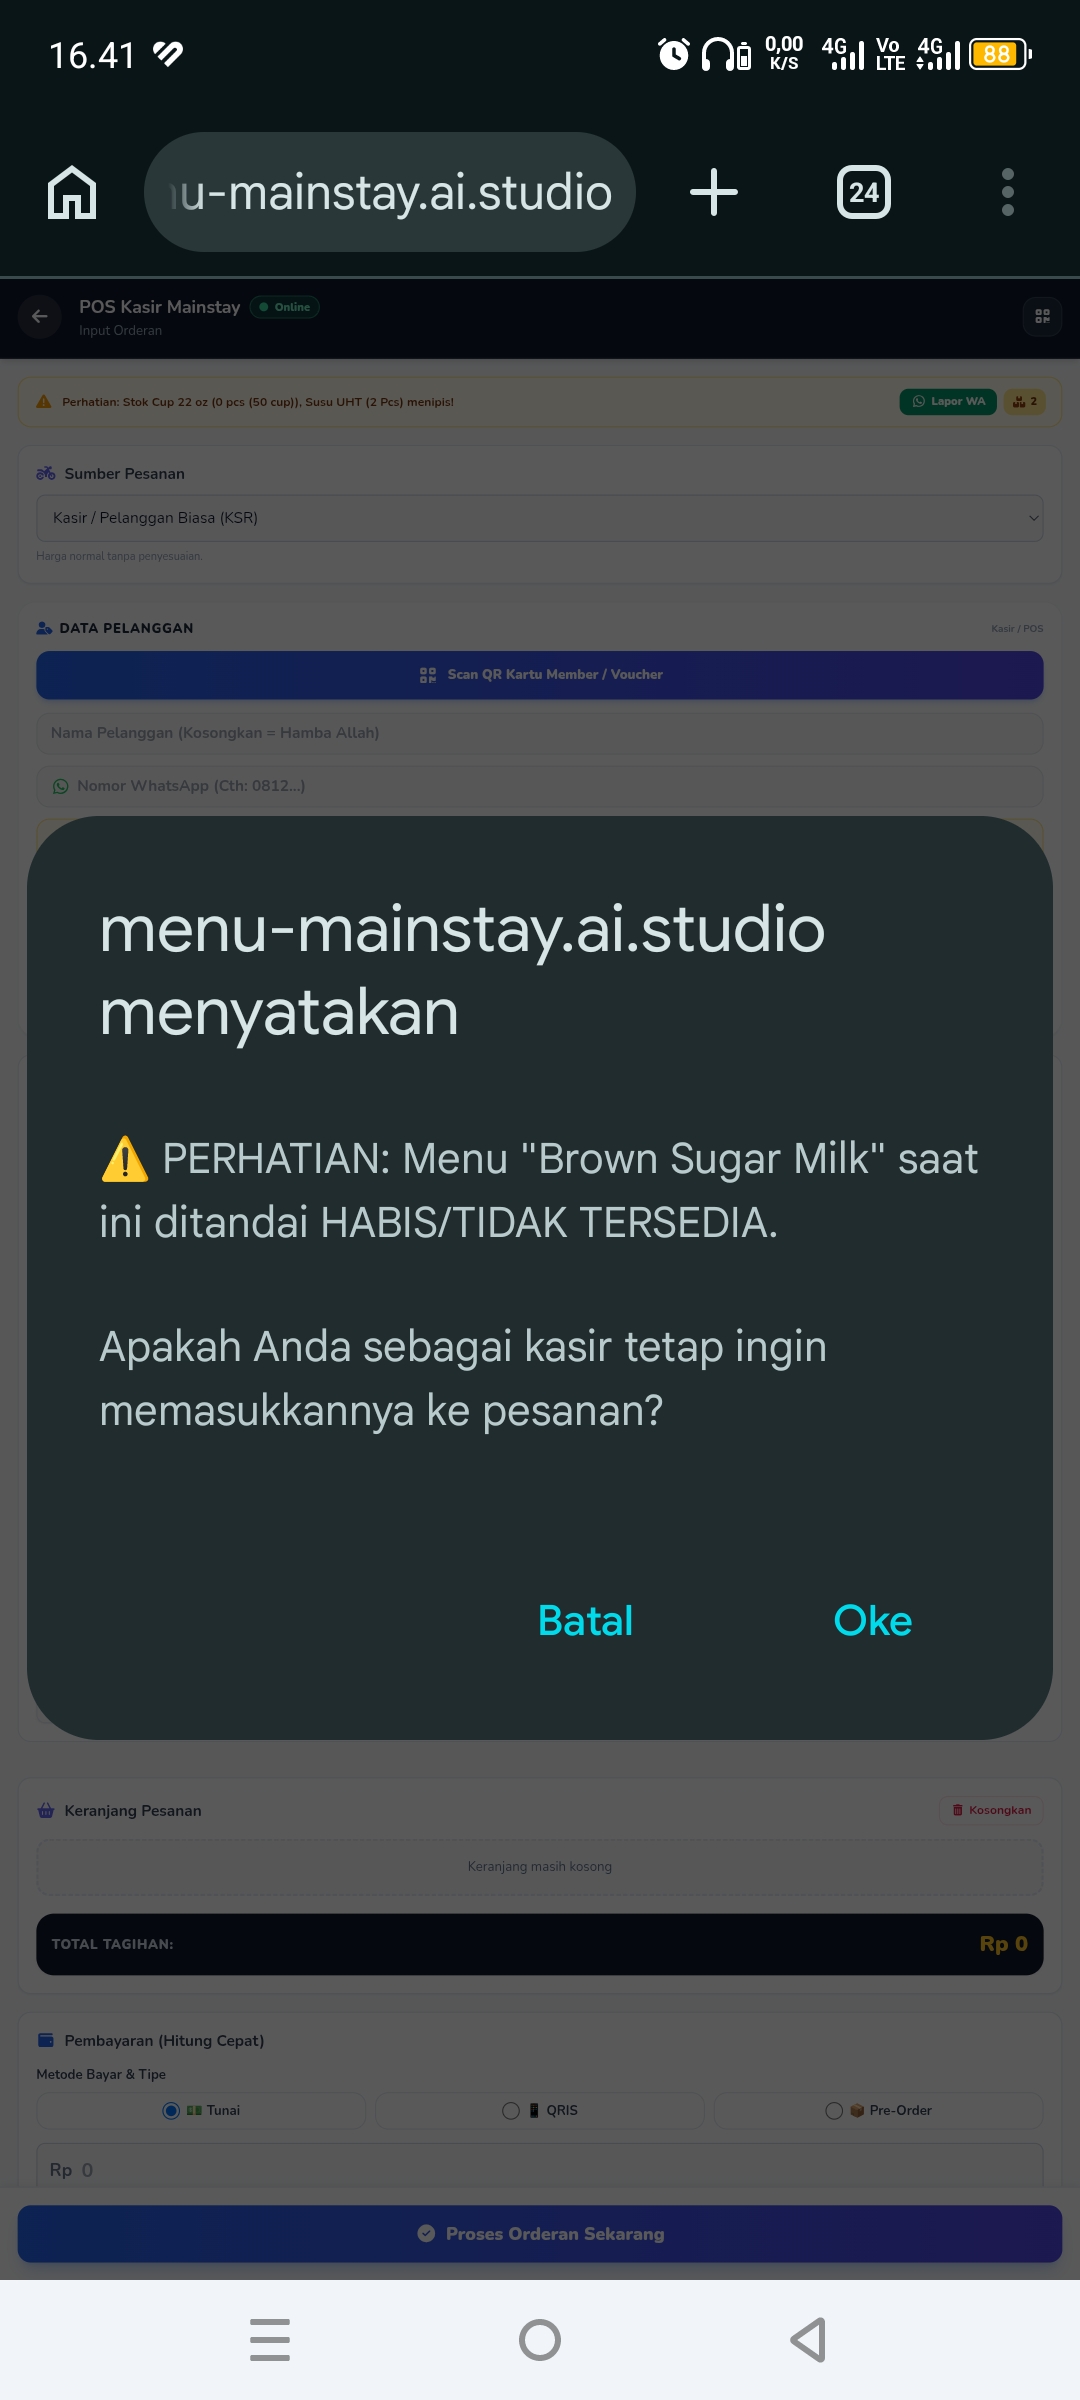 16.41
0,00 K/S 4G Vo LTE 4G 88
nu-mainstay.ai.studio
24
POS Kasir Mainstay Online
Input Orderan
Perhatian: Stok Cup 22 oz (0 pcs (50 cup)), Susu UHT (2 Pcs) menipis! Lapor WA 2
Sumber Pesanan
Kasir / Pelanggan Biasa (KSR)
Harga normal tanpa penyesuaian.
DATA PELANGGAN Kasir / POS
Scan QR Kartu Member / Voucher
Nama Pelanggan (Kosongkan = Hamba Allah)
Nomor WhatsApp (Cth: 0812...)
menu-mainstay.ai.studio
menyatakan
⚠️ PERHATIAN: Menu "Brown Sugar Milk" saat
ini ditandai HABIS/TIDAK TERSEDIA.
Apakah Anda sebagai kasir tetap ingin
memasukkannya ke pesanan?
Batal Oke
Keranjang Pesanan Kosongkan
Keranjang masih kosong
TOTAL TAGIHAN: Rp 0
Pembayaran (Hitung Cepat)
Metode Bayar & Tipe
💵 Tunai 📱 QRIS 📦 Pre-Order
Rp 0
Proses Orderan Sekarang